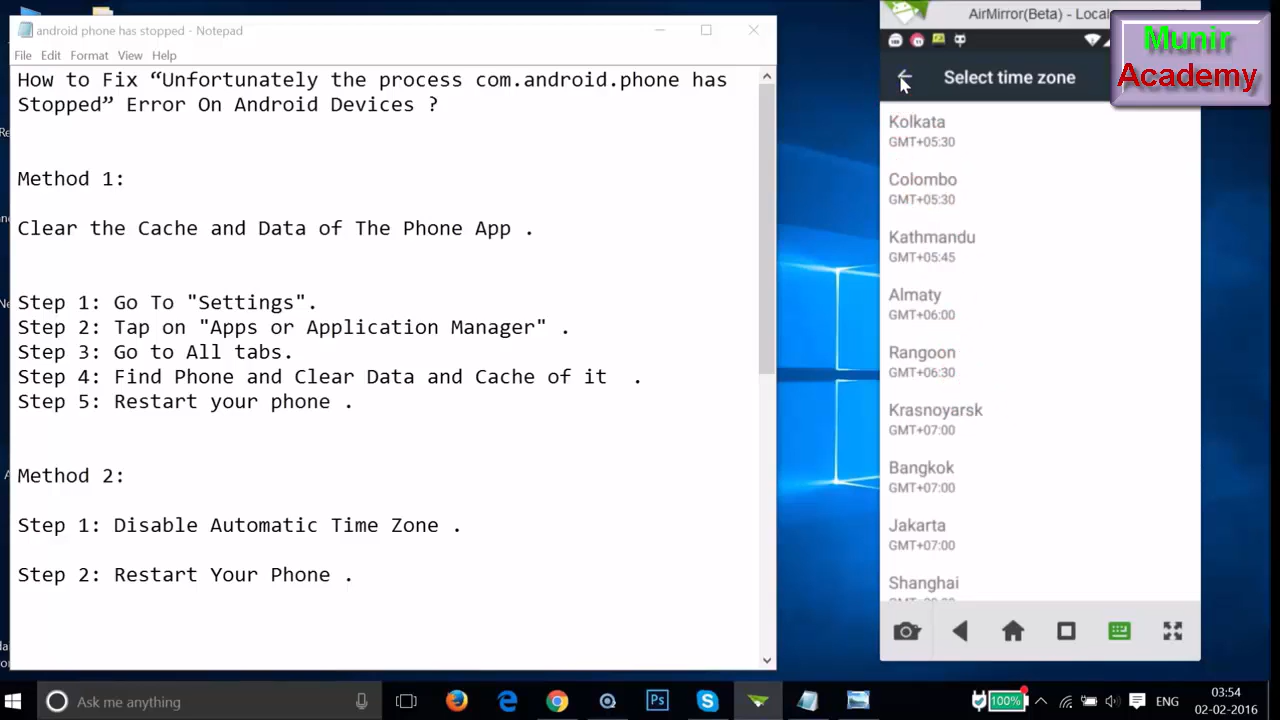 android phone has stopped - Notepad
File Edit Format View Help
How to Fix “Unfortunately the process com.android.phone has
Stopped” Error On Android Devices ?
Method 1:
Clear the Cache and Data of The Phone App .
Step 1: Go To "Settings".
Step 2: Tap on "Apps or Application Manager" .
Step 3: Go to All tabs.
Step 4: Find Phone and Clear Data and Cache of it .
Step 5: Restart your phone .
Method 2:
Step 1: Disable Automatic Time Zone .
Step 2: Restart Your Phone .
AirMirror(Beta) - Local
Munir
Academy
Select time zone
Kolkata
GMT+05:30
Colombo
GMT+05:30
Kathmandu
GMT+05:45
Almaty
GMT+06:00
Rangoon
GMT+06:30
Krasnoyarsk
GMT+07:00
Bangkok
GMT+07:00
Jakarta
GMT+07:00
Shanghai
Ask me anything
Ps
100%
ENG
03:54
02-02-2016